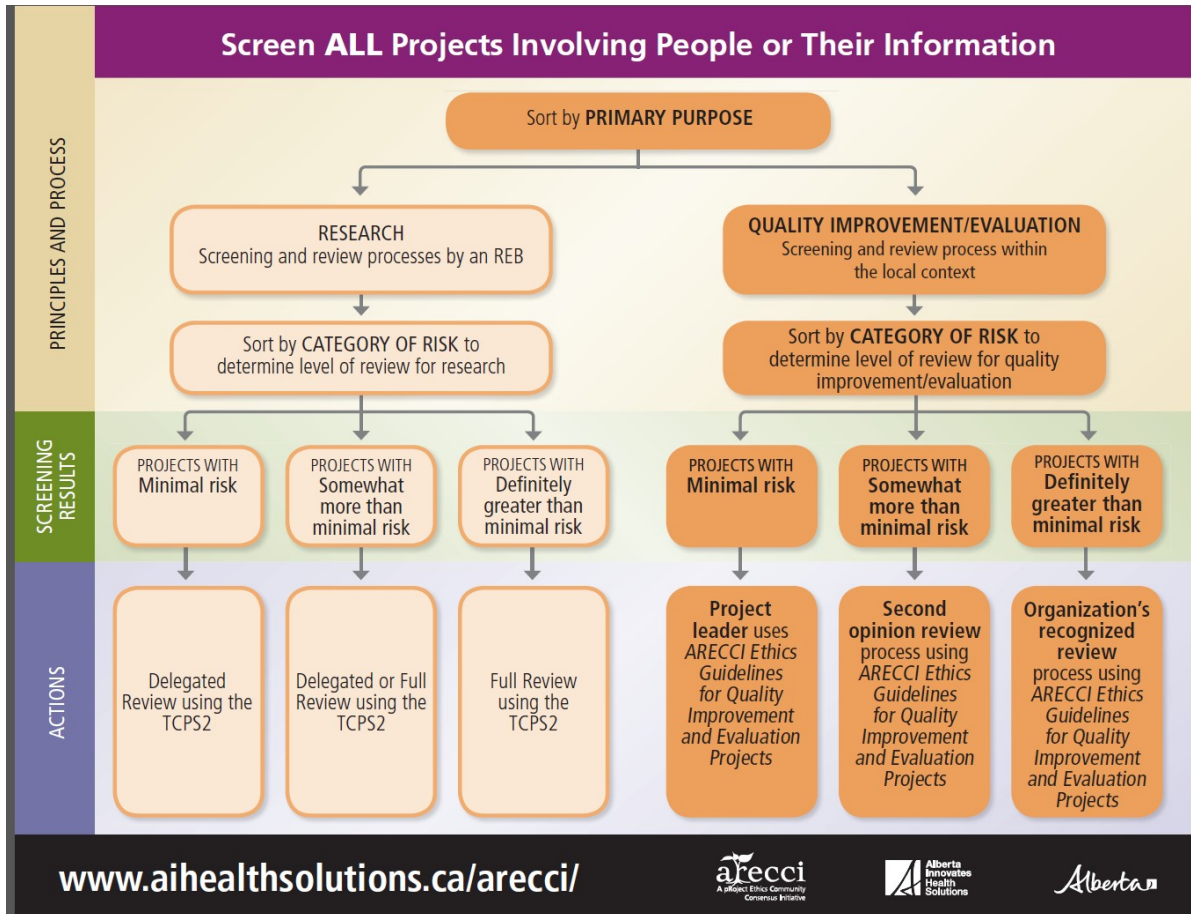 Screen ALL Projects Involving People or Their Information
PRINCIPLES AND PROCESS
Sort by PRIMARY PURPOSE
RESEARCH
Screening and review processes by an REB
QUALITY IMPROVEMENT/EVALUATION
Screening and review process within
the local context
Sort by CATEGORY OF RISK to
determine level of review for research
Sort by CATEGORY OF RISK to
determine level of review for quality
improvement/evaluation
SCREENING
RESULTS
PROJECTS WITH
Minimal risk
PROJECTS WITH
Somewhat
more than
minimal risk
PROJECTS WITH
Definitely
greater than
minimal risk
PROJECTS WITH
Minimal risk
PROJECTS WITH
Somewhat
more than
minimal risk
PROJECTS WITH
Definitely
greater than
minimal risk
ACTIONS
Delegated
Review using the
TCPS2
Delegated or Full
Review using the
TCPS2
Full Review
using the
TCPS2
Project
leader uses
ARECCI Ethics
Guidelines
for Quality
Improvement
and Evaluation
Projects
Second
opinion review
process using
ARECCI Ethics
Guidelines
for Quality
Improvement
and Evaluation
Projects
Organization's
recognized
review
process using
ARECCI Ethics
Guidelines
for Quality
Improvement
and Evaluation
Projects
www.aihealthsolutions.ca/arecci/
arecci
A pRoject Ethics Community
Consensus Initiative
Alberta
Innovates
Health
Solutions
Alberta